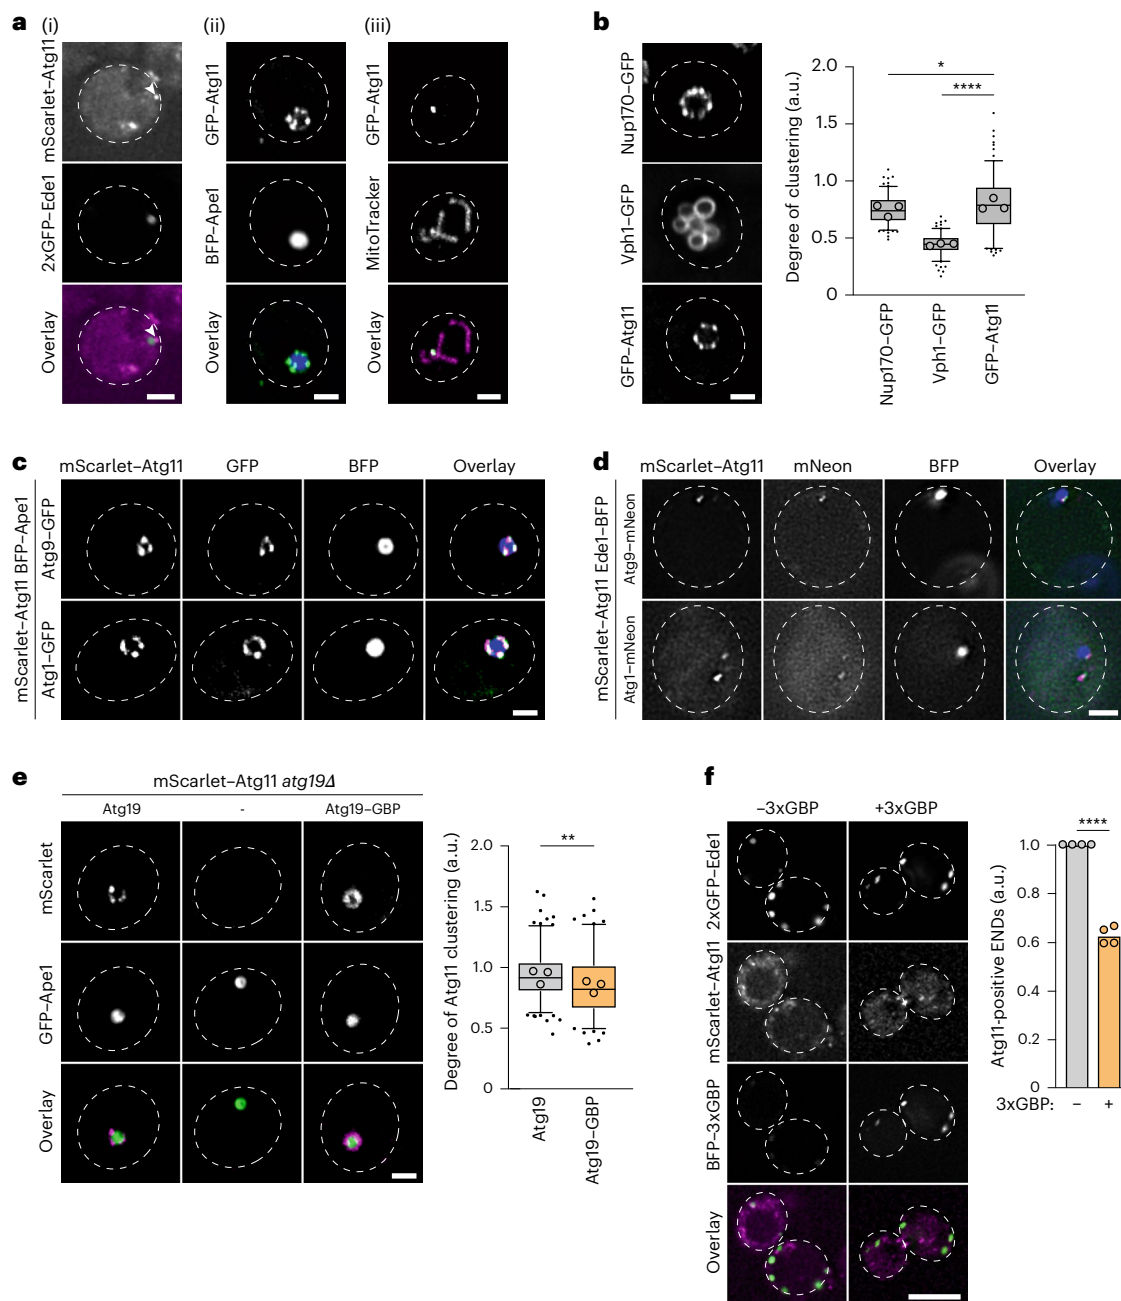 a
(i)
(ii)
(iii)
mScarlet–Atg11
2xGFP–Ede1
Overlay
GFP–Atg11
BFP–Ape1
Overlay
GFP–Atg11
MitoTracker
Overlay
b
Nup170–GFP
Vph1–GFP
GFP–Atg11
Degree of clustering (a.u.)
2.0
1.5
1.0
0.5
0
*
****
Nup170–GFP
Vph1–GFP
GFP–Atg11
c
mScarlet–Atg11
GFP
BFP
Overlay
mScarlet–Atg11 BFP–Ape1
Atg9–GFP
Atg1–GFP
d
mScarlet–Atg11
mNeon
BFP
Overlay
mScarlet–Atg11 Ede1–BFP
Atg9–mNeon
Atg1–mNeon
e
mScarlet–Atg11 atg19Δ
Atg19
-
Atg19–GBP
mScarlet
GFP–Ape1
Overlay
Degree of Atg11 clustering (a.u.)
2.0
1.5
1.0
0.5
0
**
Atg19
Atg19–GBP
f
–3xGBP
+3xGBP
2xGFP–Ede1
mScarlet–Atg11
BFP–3xGBP
Overlay
Atg11-positive ENDs (a.u.)
1.0
0.8
0.6
0.4
0.2
0
****
3xGBP: – +